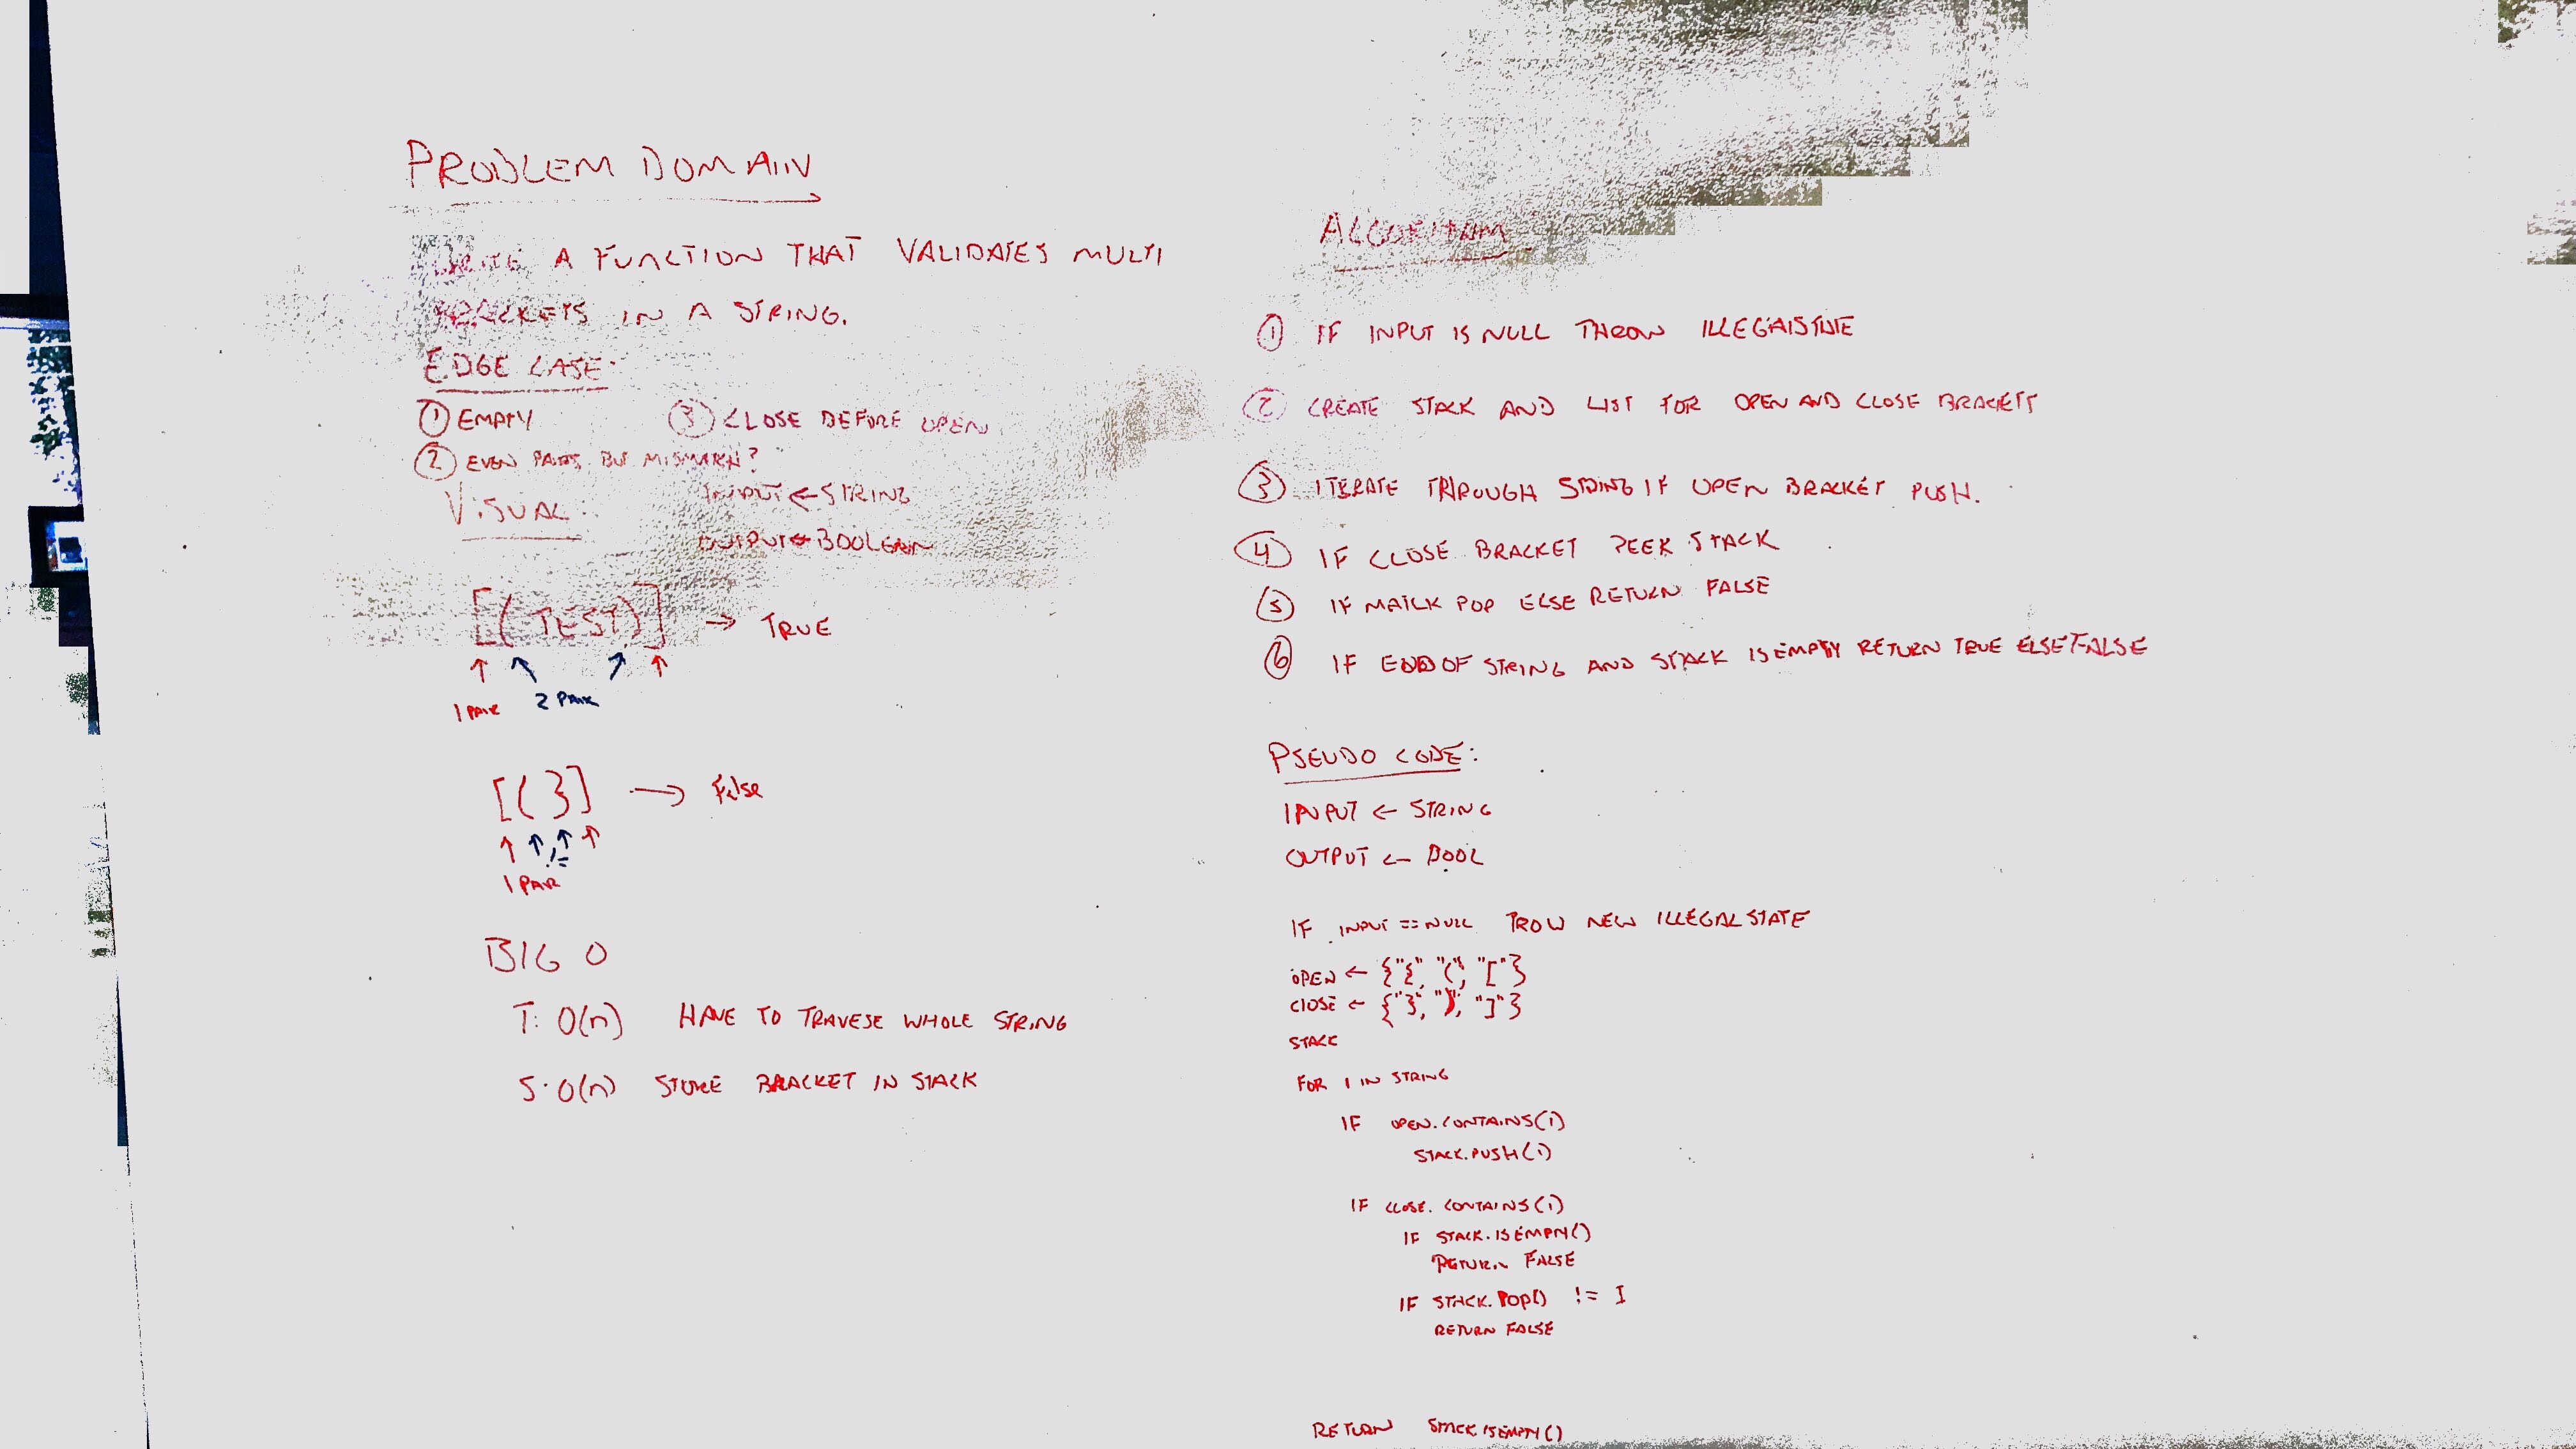 PROBLEM DOMAIN
WRITE A FUNCTION THAT VALIDATES MULTI
BRACKETS IN A STRING.
EDGE CASE
① EMPTY
③ CLOSE BEFORE OPEN
② EVEN PAIRS BUT MISMATCH?
INPUT ← STRING
OUTPUT ← BOOLEAN
VISUAL
[(TEST)] → TRUE
1 PAIR 2 PAIR
[(}] → False
!=
1 PAIR
BIG O
T: O(n) HAVE TO TRAVESE WHOLE STRING
S: O(n) STORE BRACKET IN STACK
ALGORITHM
① IF INPUT IS NULL THROW ILLEGALSTATE
② CREATE STACK AND LIST FOR OPEN AND CLOSE BRACKETS
③ ITERATE THROUGH STRING IF OPEN BRACKET PUSH.
④ IF CLOSE BRACKET PEEK STACK
⑤ IF MATCH POP ELSE RETURN FALSE
⑥ IF END OF STRING AND STACK IS EMPTY RETURN TRUE ELSE FALSE
PSEUDO CODE:
INPUT ← STRING
OUTPUT ← BOOL
IF INPUT == NULL TROW NEW ILLEGALSTATE
OPEN ← {"{", "(", "["}
CLOSE ← {"}", ")", "]"}
STACK
FOR I IN STRING
IF OPEN.CONTAINS(I)
STACK.PUSH(I)
IF CLOSE.CONTAINS(I)
IF STACK.ISEMPTY()
RETURN FALSE
IF STACK.POP() != I
RETURN FALSE
RETURN STACK.ISEMPTY()